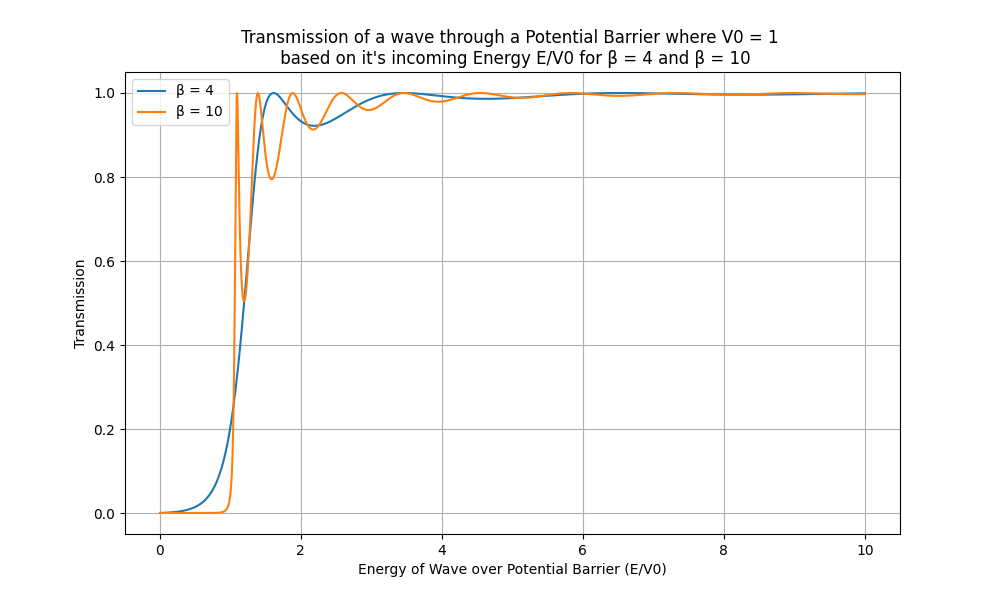 Transmission of a wave through a Potential Barrier where V0 = 1
based on it's incoming Energy E/V0 for β = 4 and β = 10
β = 4
β = 10
1.0
0.8
0.6
0.4
0.2
0.0
Transmission
0 2 4 6 8 10
Energy of Wave over Potential Barrier (E/V0)